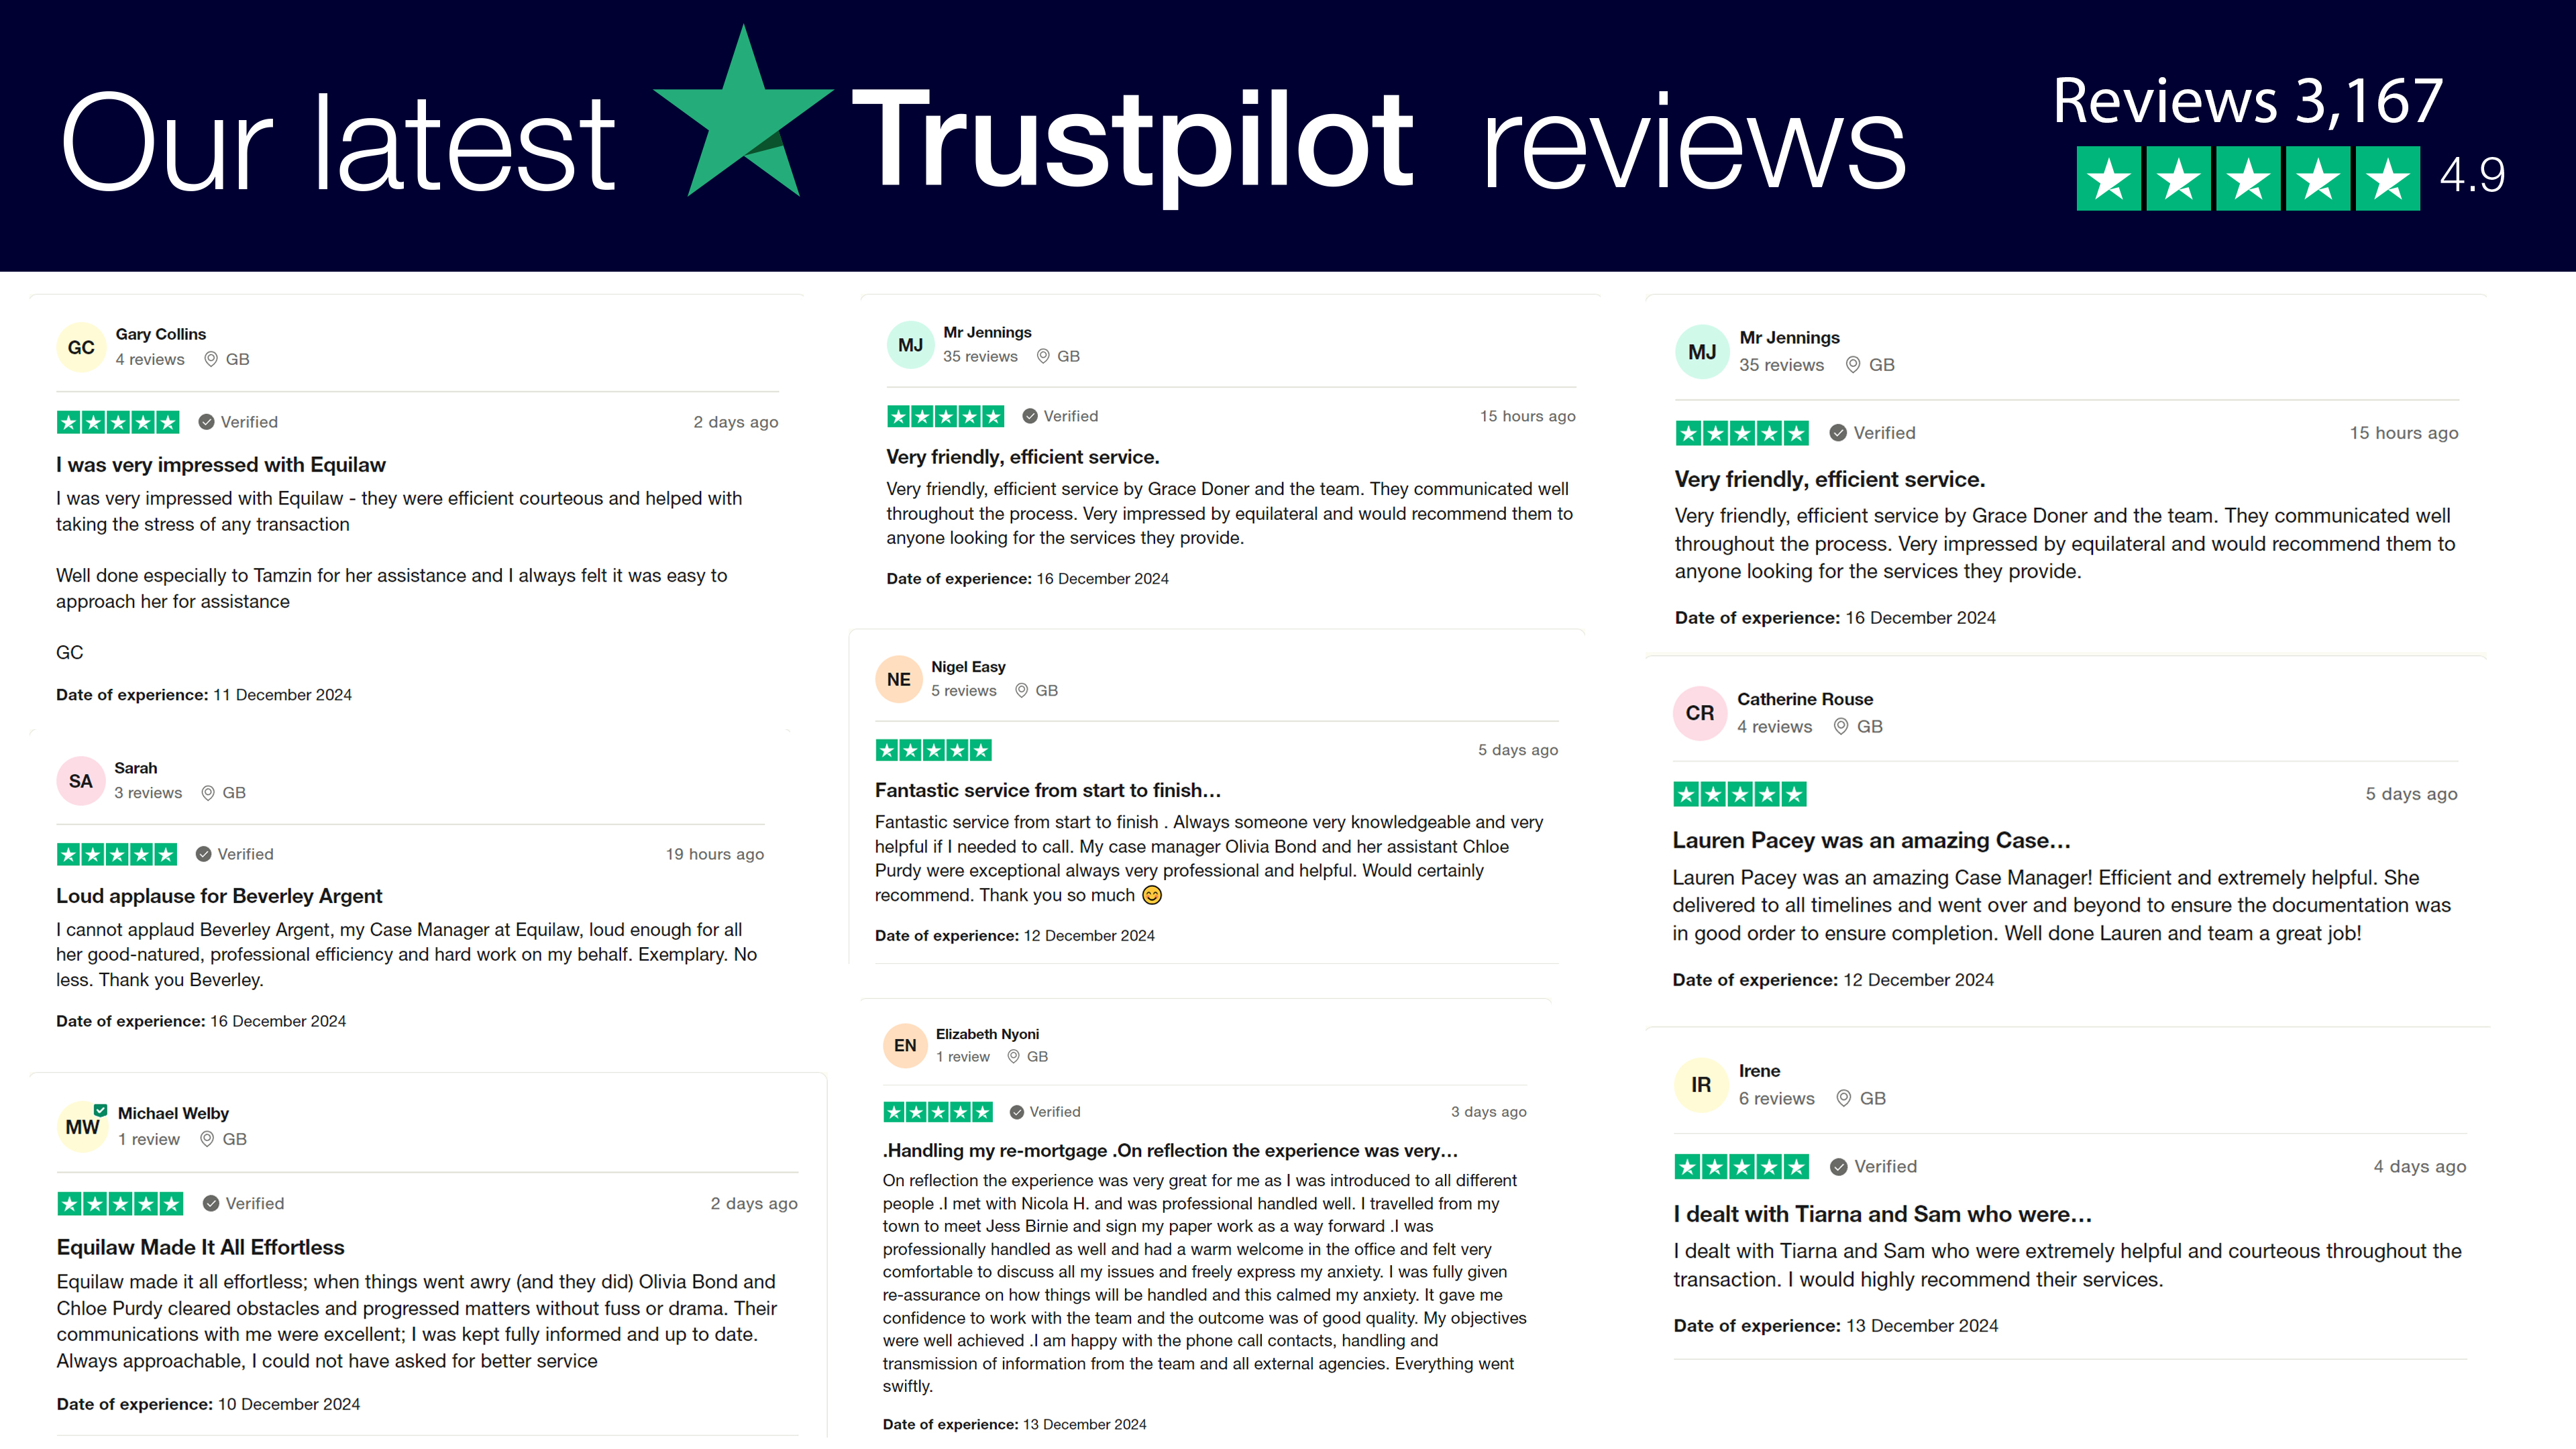 Our latest Trustpilot reviews
Reviews 3,167
4.9
GC
Gary Collins
4 reviews GB
Verified
2 days ago
I was very impressed with Equilaw
I was very impressed with Equilaw - they were efficient courteous and helped with
taking the stress of any transaction
Well done especially to Tamzin for her assistance and I always felt it was easy to
approach her for assistance
GC
Date of experience: 11 December 2024
SA
Sarah
3 reviews GB
Verified
19 hours ago
Loud applause for Beverley Argent
I cannot applaud Beverley Argent, my Case Manager at Equilaw, loud enough for all
her good-natured, professional efficiency and hard work on my behalf. Exemplary. No
less. Thank you Beverley.
Date of experience: 16 December 2024
MW
Michael Welby
1 review GB
Verified
2 days ago
Equilaw Made It All Effortless
Equilaw made it all effortless; when things went awry (and they did) Olivia Bond and
Chloe Purdy cleared obstacles and progressed matters without fuss or drama. Their
communications with me were excellent; I was kept fully informed and up to date.
Always approachable, I could not have asked for better service
Date of experience: 10 December 2024
MJ
Mr Jennings
35 reviews GB
Verified
15 hours ago
Very friendly, efficient service.
Very friendly, efficient service by Grace Doner and the team. They communicated well
throughout the process. Very impressed by equilateral and would recommend them to
anyone looking for the services they provide.
Date of experience: 16 December 2024
NE
Nigel Easy
5 reviews GB
5 days ago
Fantastic service from start to finish…
Fantastic service from start to finish . Always someone very knowledgeable and very
helpful if I needed to call. My case manager Olivia Bond and her assistant Chloe
Purdy were exceptional always very professional and helpful. Would certainly
recommend. Thank you so much 😊
Date of experience: 12 December 2024
EN
Elizabeth Nyoni
1 review GB
Verified
3 days ago
.Handling my re-mortgage .On reflection the experience was very…
On reflection the experience was very great for me as I was introduced to all different
people .I met with Nicola H. and was professional handled well. I travelled from my
town to meet Jess Birnie and sign my paper work as a way forward .I was
professionally handled as well and had a warm welcome in the office and felt very
comfortable to discuss all my issues and freely express my anxiety. I was fully given
re-assurance on how things will be handled and this calmed my anxiety. It gave me
confidence to work with the team and the outcome was of good quality. My objectives
were well achieved .I am happy with the phone call contacts, handling and
transmission of information from the team and all external agencies. Everything went
swiftly.
Date of experience: 13 December 2024
MJ
Mr Jennings
35 reviews GB
Verified
15 hours ago
Very friendly, efficient service.
Very friendly, efficient service by Grace Doner and the team. They communicated well
throughout the process. Very impressed by equilateral and would recommend them to
anyone looking for the services they provide.
Date of experience: 16 December 2024
CR
Catherine Rouse
4 reviews GB
5 days ago
Lauren Pacey was an amazing Case…
Lauren Pacey was an amazing Case Manager! Efficient and extremely helpful. She
delivered to all timelines and went over and beyond to ensure the documentation was
in good order to ensure completion. Well done Lauren and team a great job!
Date of experience: 12 December 2024
IR
Irene
6 reviews GB
Verified
4 days ago
I dealt with Tiarna and Sam who were…
I dealt with Tiarna and Sam who were extremely helpful and courteous throughout the
transaction. I would highly recommend their services.
Date of experience: 13 December 2024